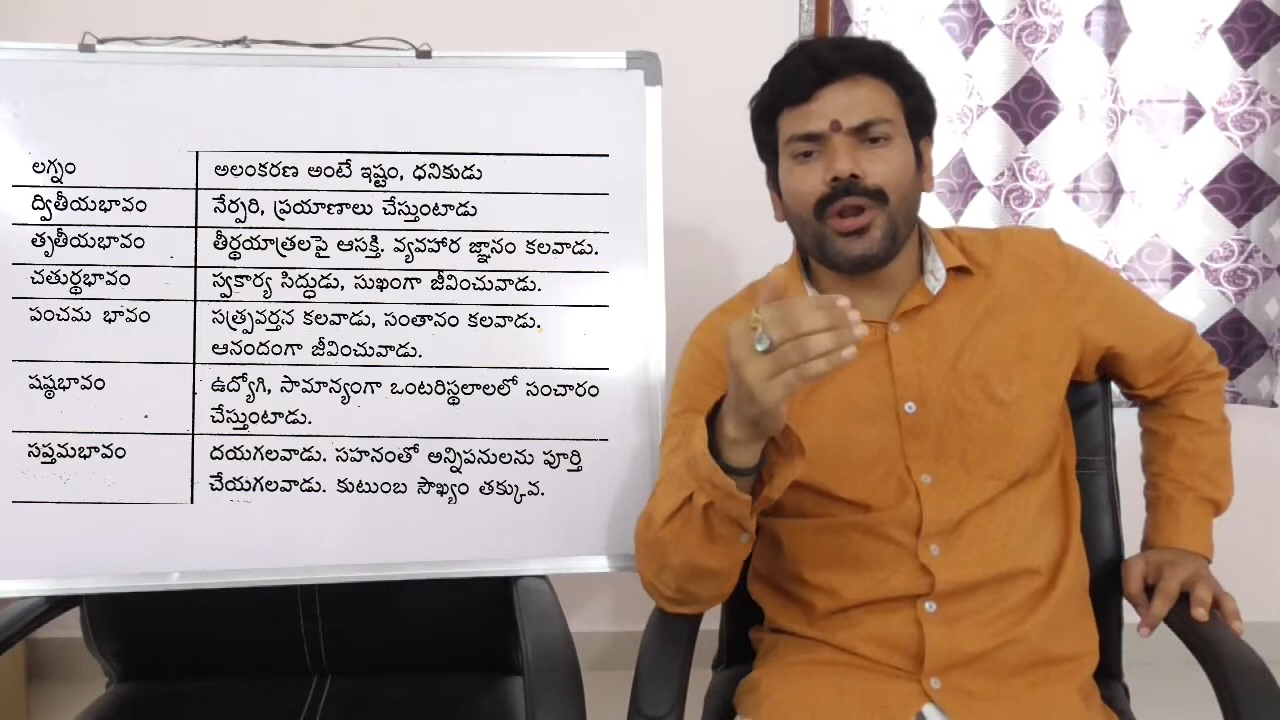 లగ్నం అలంకరణ అంటే ఇష్టం, ధనికుడు
ద్వితీయభావం నేర్పరి, ప్రయాణాలు చేస్తుంటాడు
తృతీయభావం తీర్థయాత్రలపై ఆసక్తి. వ్యవహార జ్ఞానం కలవాడు.
చతుర్థభావం స్వకార్య సిద్ధుడు, సుఖంగా జీవించువాడు.
పంచమ భావం సత్ప్రవర్తన కలవాడు, సంతానం కలవాడు.
ఆనందంగా జీవించువాడు.
షష్ఠభావం ఉద్యోగి, సామాన్యంగా ఒంటరిస్థలాలలో సంచారం
చేస్తుంటాడు.
సప్తమభావం దయగలవాడు. సహనంతో అన్నిపనులను పూర్తి
చేయగలవాడు. కుటుంబ సౌఖ్యం తక్కువ.